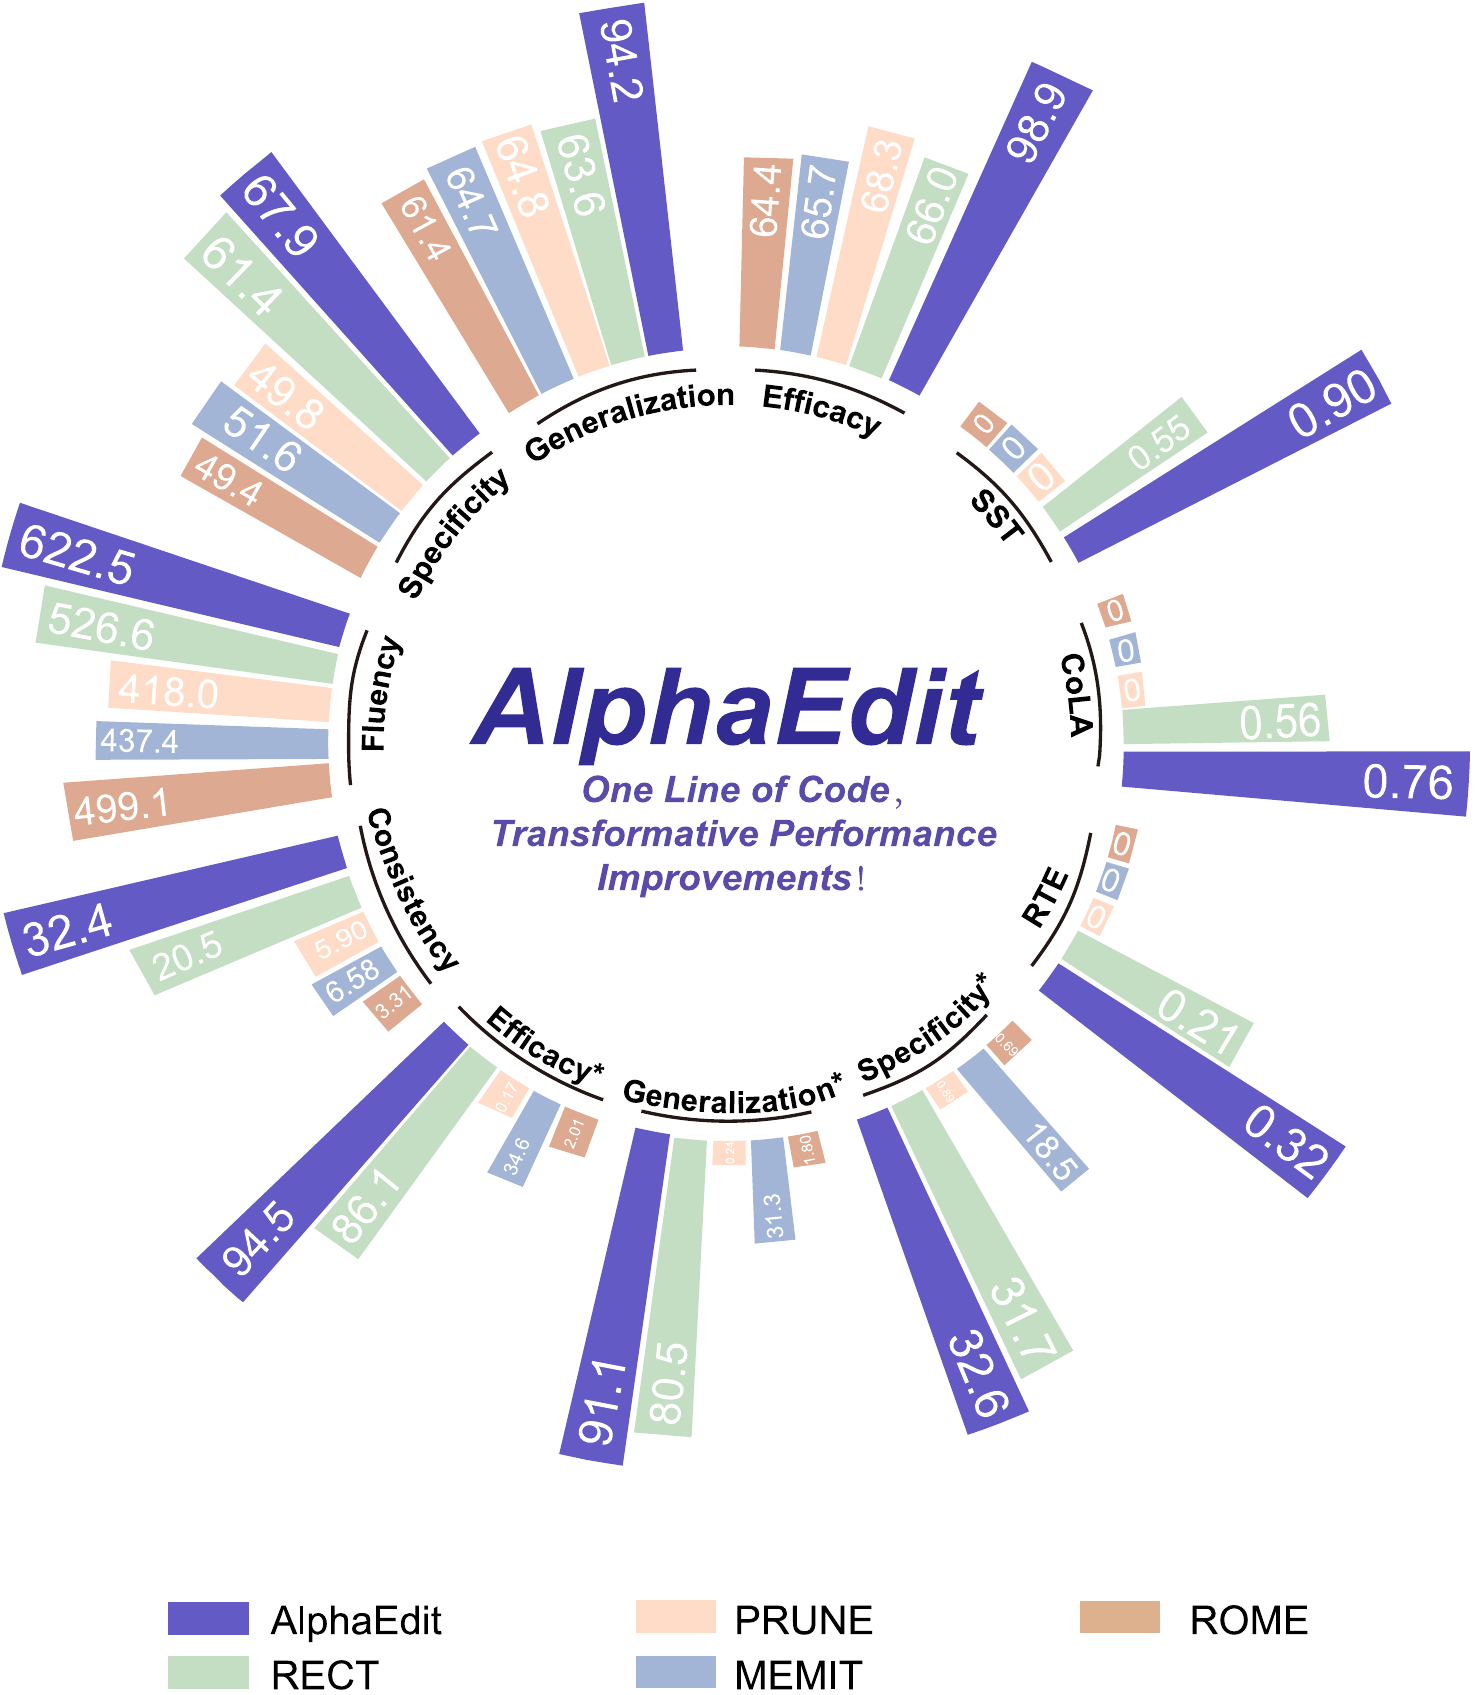 AlphaEdit
One Line of Code,
Transformative Performance
Improvements!
Efficacy
64.4
65.7
68.3
66.0
98.9
SST
0
0
0
0.55
0.90
CoLA
0
0
0
0.56
0.76
RTE
0
0
0
0.21
0.32
Specificity*
0.69
18.5
0.89
31.7
32.6
Generalization*
1.80
31.3
0.24
80.5
91.1
Efficacy*
2.01
34.6
0.17
86.1
94.5
Consistency
3.31
6.58
5.90
20.5
32.4
Fluency
499.1
437.4
418.0
526.6
622.5
Specificity
49.4
51.6
49.8
61.4
67.9
Generalization
61.4
64.7
64.8
63.6
94.2
AlphaEdit
PRUNE
ROME
RECT
MEMIT